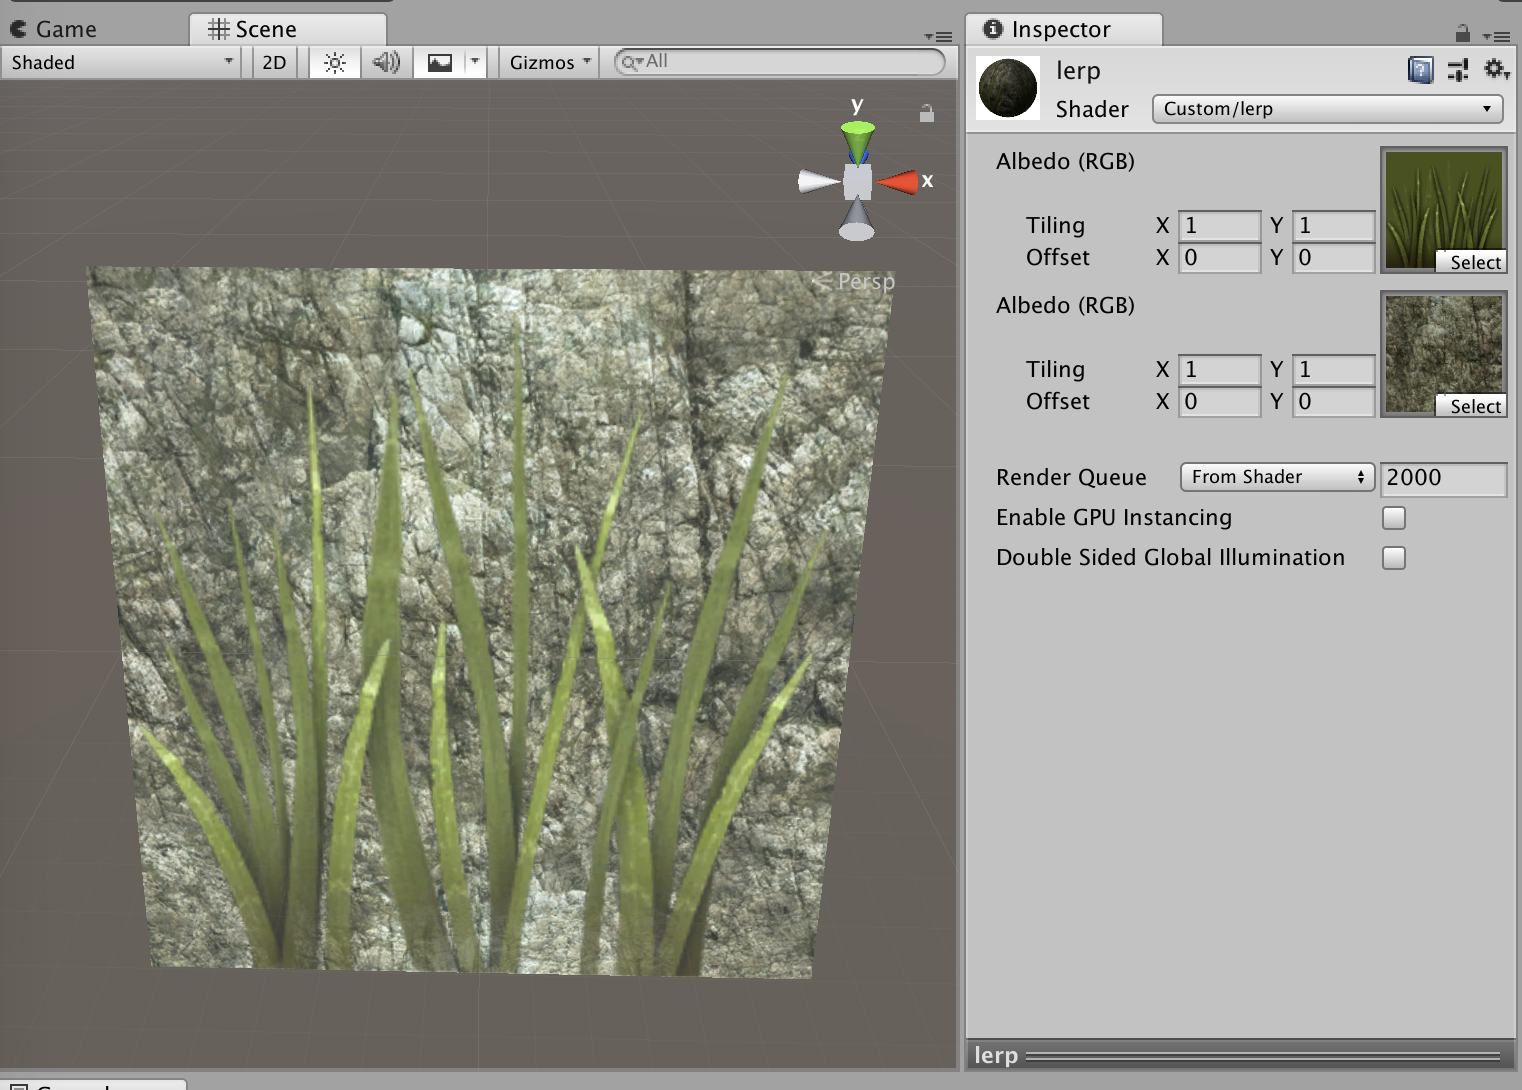 Game
Scene
Shaded
2D
Gizmos
All
y
x
Persp
Inspector
lerp
Shader Custom/lerp
Albedo (RGB)
Tiling X 1 Y 1
Offset X 0 Y 0
Select
Albedo (RGB)
Tiling X 1 Y 1
Offset X 0 Y 0
Select
Render Queue From Shader 2000
Enable GPU Instancing
Double Sided Global Illumination
lerp